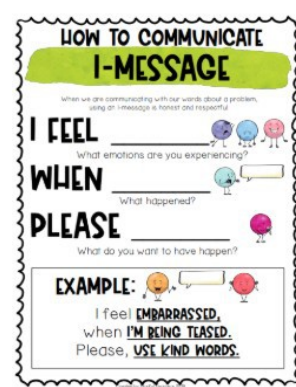 HOW TO COMMUNICATE
I-MESSAGE
When we are communicating with our words about a problem,
using an I-message is honest and respectful
I FEEL
What emotions are you experiencing?
WHEN
What happened?
PLEASE
What do you want to have happen?
EXAMPLE:
I feel EMBARRASSED,
when I'M BEING TEASED.
Please, USE KIND WORDS.